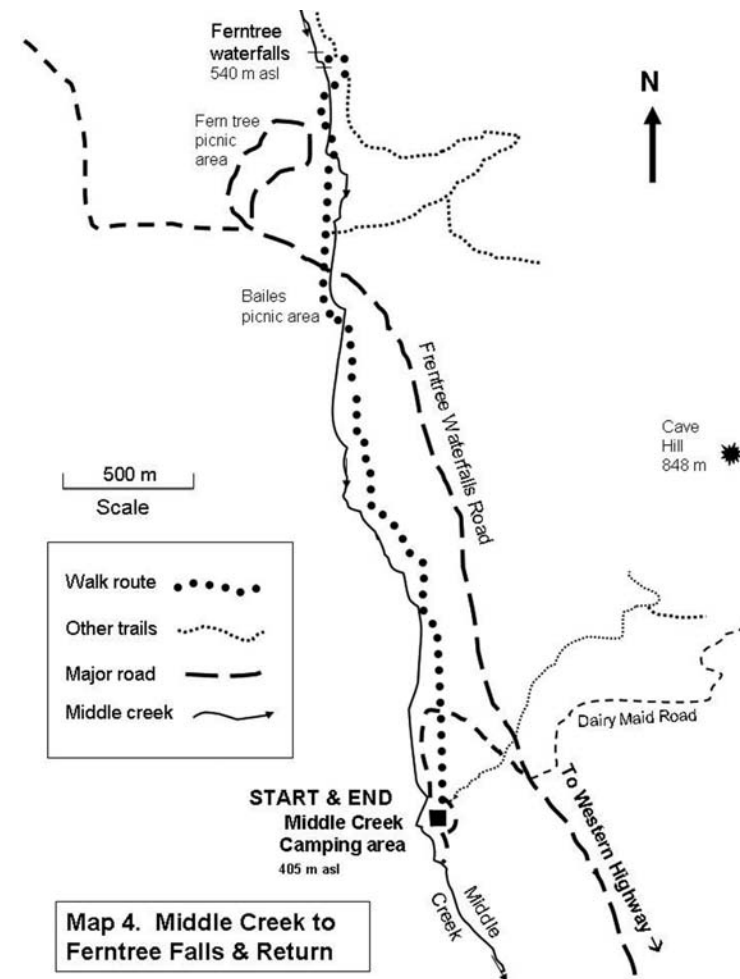 Ferntree
waterfalls
540 m asl
N
Fern tree
picnic
area
Bailes
picnic area
Frentree Waterfalls Road
Cave
Hill
848 m
500 m
Scale
Walk route
Other trails
Major road
Middle creek
Dairy Maid Road
START & END
Middle Creek
Camping area
405 m asl
To Western Highway
Middle
Creek
Map 4. Middle Creek to
Ferntree Falls & Return